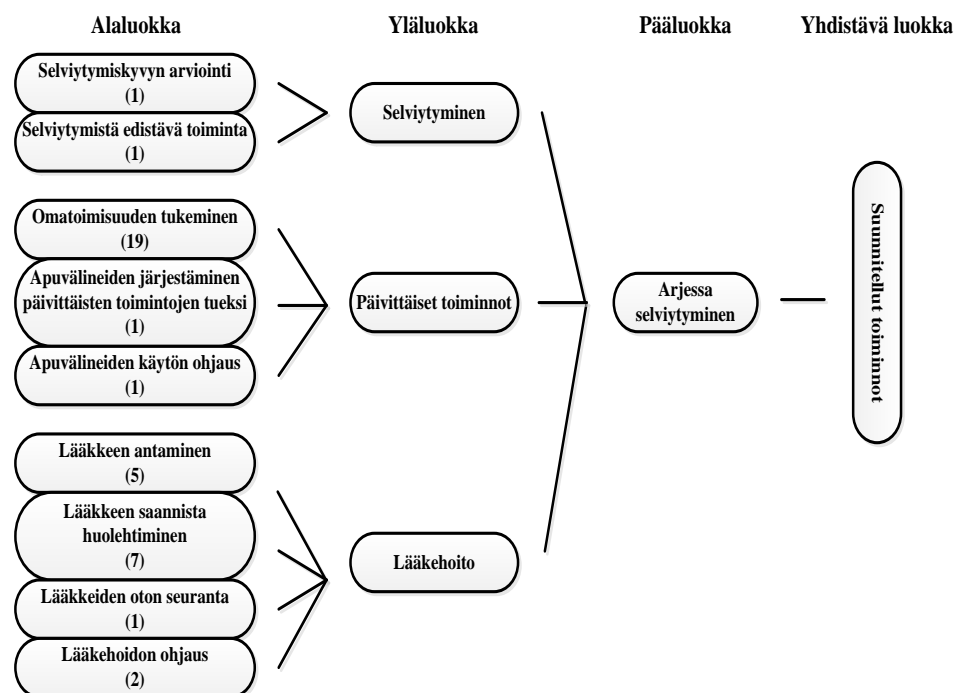 Alaluokka
Yläluokka
Pääluokka
Yhdistävä luokka
Selviytymiskyvyn arviointi
(1)
Selviytymistä edistävä toiminta
(1)
Selviytyminen
Omatoimisuuden tukeminen
(19)
Apuvälineiden järjestäminen
päivittäisten toimintojen tueksi
(1)
Apuvälineiden käytön ohjaus
(1)
Päivittäiset toiminnot
Arjessa
selviytyminen
Suunnitellut toiminnot
Lääkkeen antaminen
(5)
Lääkkeen saannista
huolehtiminen
(7)
Lääkkeiden oton seuranta
(1)
Lääkehoidon ohjaus
(2)
Lääkehoito